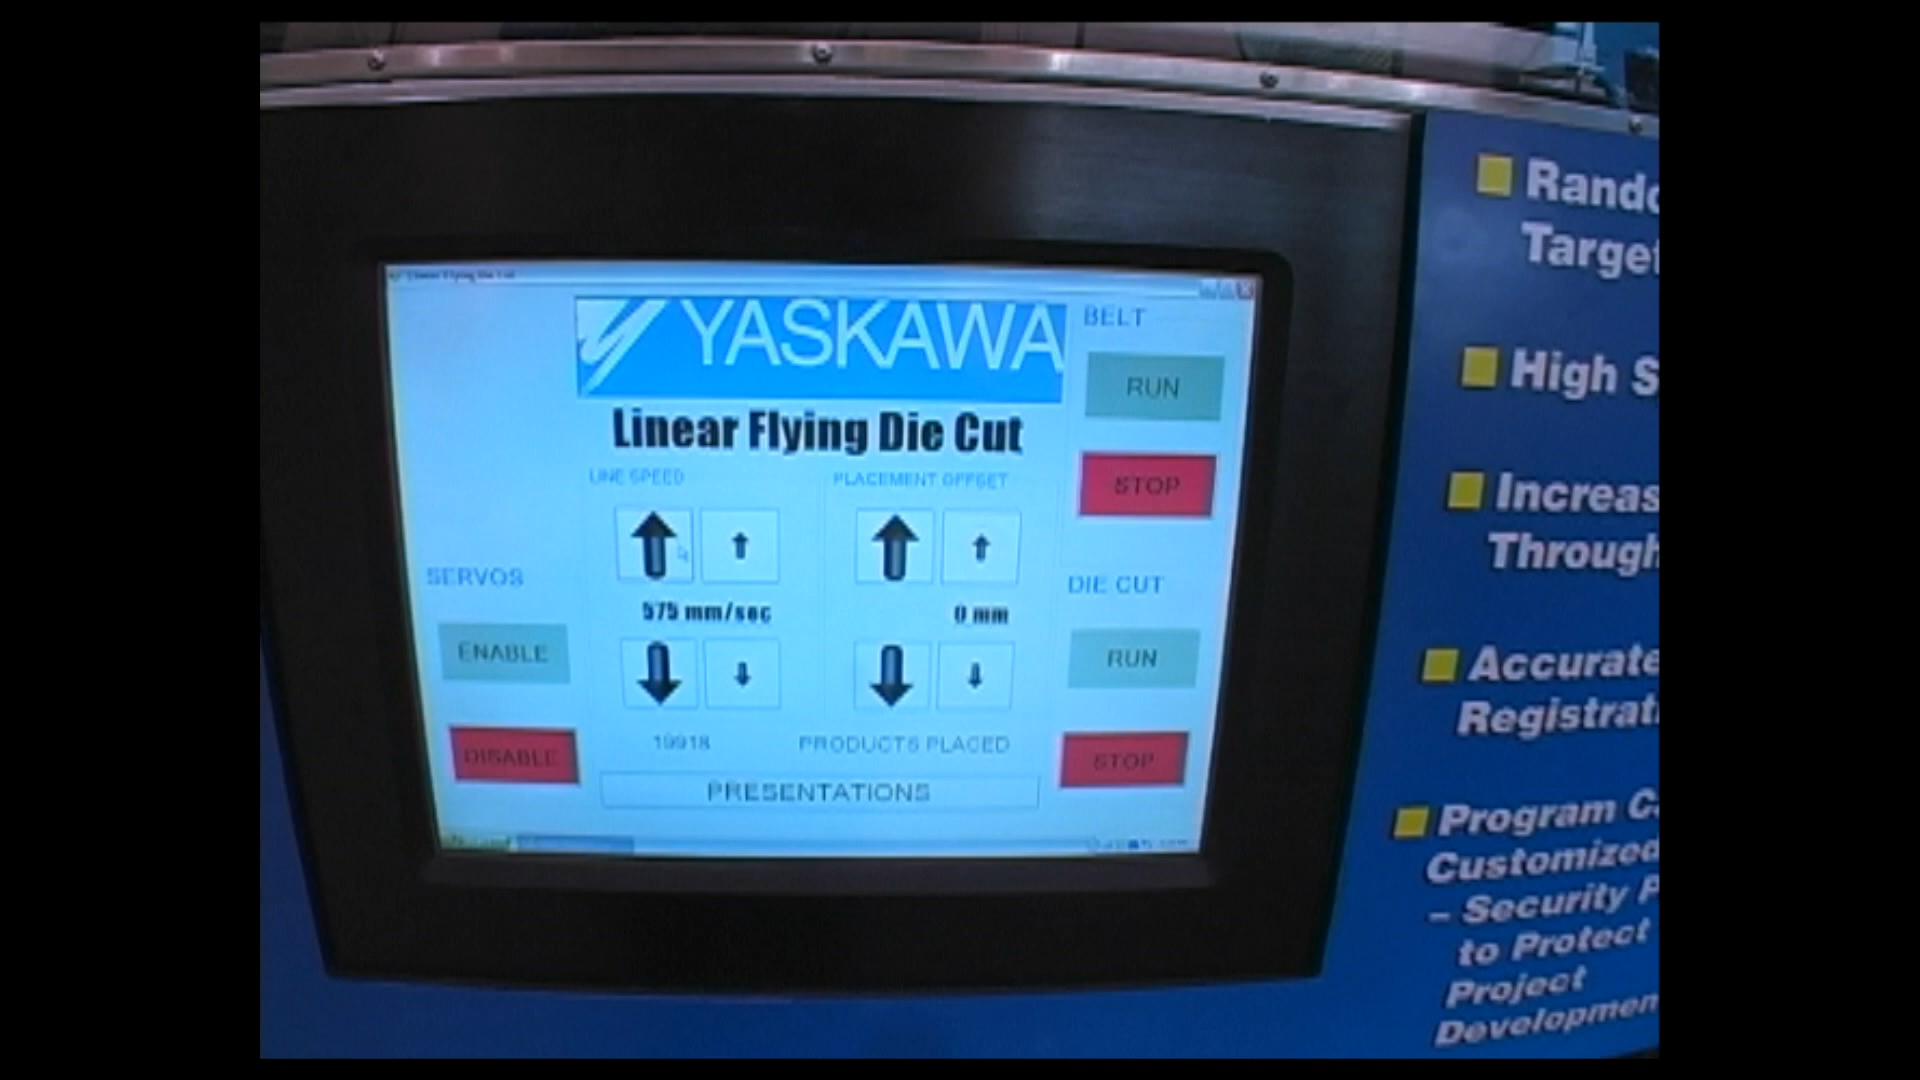 YASKAWA
Linear Flying Die Cut
BELT
RUN
STOP
LINE SPEED
PLACEMENT OFFSET
575 mm/sec
0 mm
SERVOS
ENABLE
DISABLE
DIE CUT
RUN
STOP
19918
PRODUCTS PLACED
PRESENTATIONS
Rando
Target
High S
Increas
Through
Accurate
Registrati
Program C
Customized
– Security P
to Protect
Project
Developmen